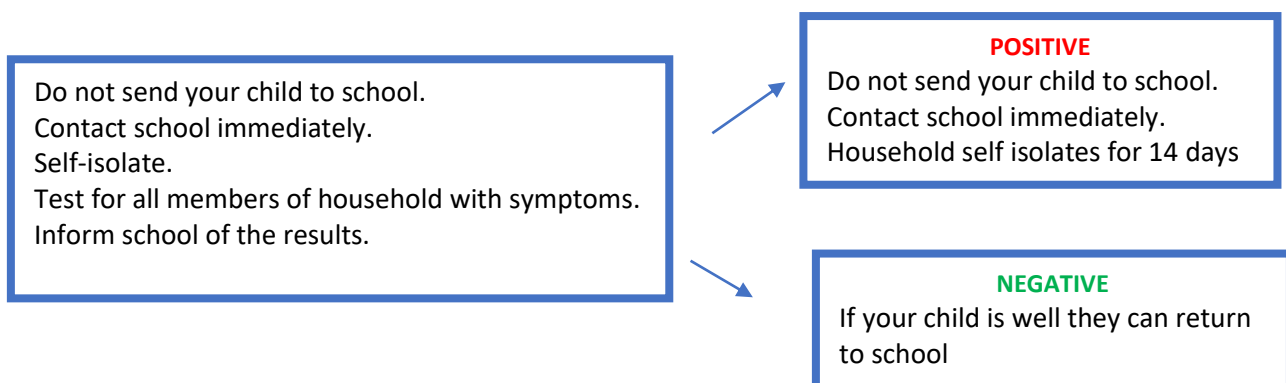 Do not send your child to school.
Contact school immediately.
Self-isolate.
Test for all members of household with symptoms.
Inform school of the results.
POSITIVE
Do not send your child to school.
Contact school immediately.
Household self isolates for 14 days
NEGATIVE
If your child is well they can return
to school